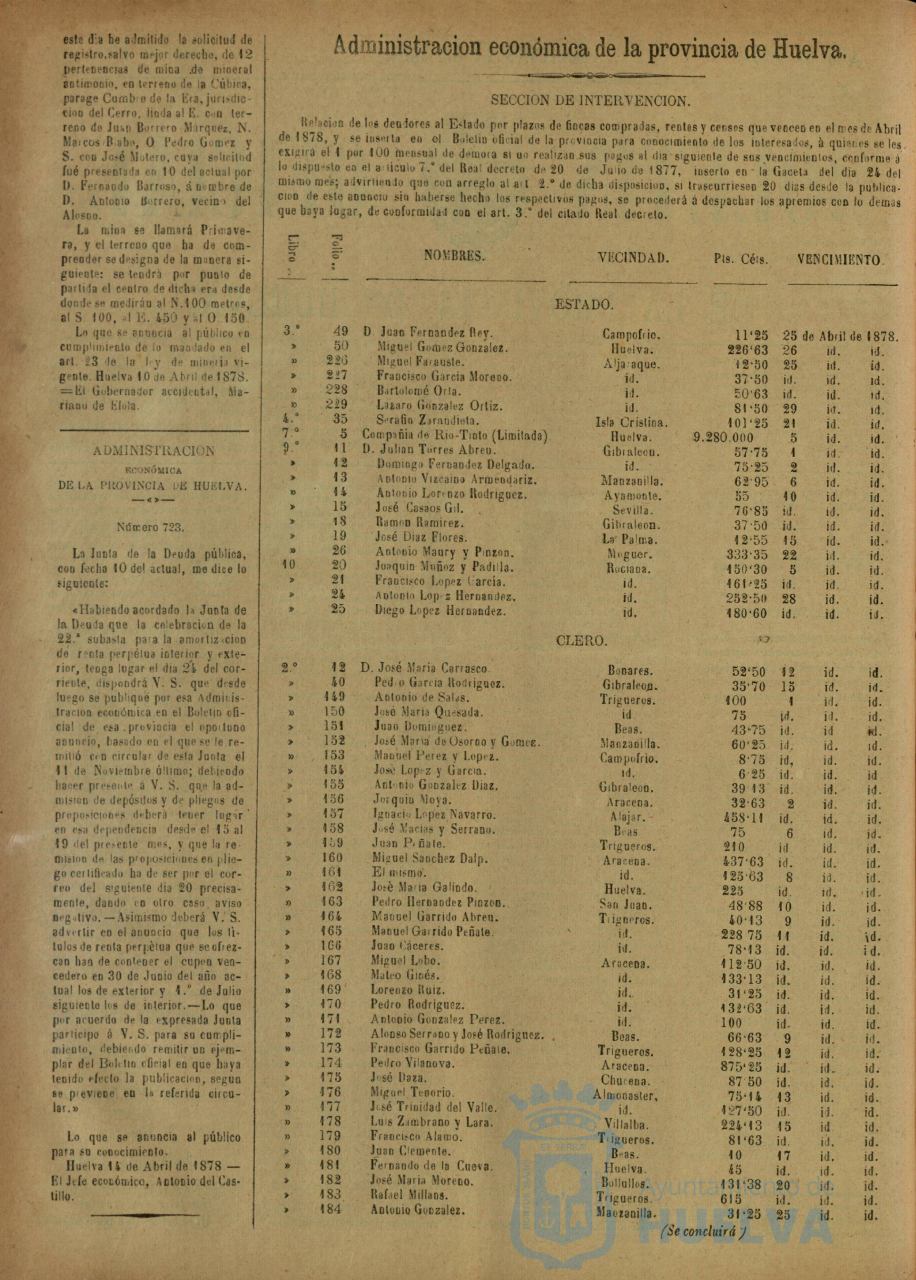 este dia he admitido la solicitud de
registro, salvo mejor derecho, de 12
pertenencias de mina de mineral
antimonio, en terreno de la Cúbica,
parage Cumbre de la Era, jurisdic-
cion del Cerro, linda al E. con ter-
reno de Juan Borrero Marquez, N.
Marcos Babo, O Pedro Gomez y
S. con José Motero, cuya solicitud
fué presentada en 10 del actual por
D. Fernando Barroso, á nombre de
D. Antonio Borrero, vecino del
Alosno.
La mina se llamará Primave-
ra, y el terreno que ha de com-
prender se designa de la manera si-
guiente: se tendrá por punto de
partida el centro de dicha era desde
donde se medirán al N. 100 metros,
al S. 100, al E. 450 y al O. 150.
Lo que se anuncia al público en
cumplimiento de lo mandado en el
art. 23 de la ley de mineria vi-
gente. Huelva 10 de Abril de 1878.
=El Gobernador accidental, Ma-
riano de Elola.
ADMINISTRACION
ECONÓMICA
DE LA PROVINCIA DE HUELVA.
—«»—
Número 723.
La Junta de la Deuda pública,
con fecha 10 del actual, me dice lo
siguiente:
«Habiendo acordado la Junta de
la Deuda que la celebracion de la
22.ª subasta para la amortizacion
de renta perpétua interior y exte-
rior, tenga lugar el dia 24 del cor-
riente, dispondrá V. S. que desde
luego se publique por esa Adminis-
tracion económica en el Boletin ofi-
cial de esa provincia el oportuno
anuncio, basado en el que se le re-
mitió con circular de esta Junta el
11 de Noviembre último; debiendo
hacer presente á V. S. que la ad-
mision de depósitos y de pliegos de
proposiciones deberá tener lugar
en esa dependencia desde el 15 al
19 del presente mes, y que la re-
mision de las proposiciones en plie-
go certificado ha de ser por el cor-
reo del siguiente dia 20 precisa-
mente, dando en otro caso, aviso
negativo.—Asimismo deberá V. S.
advertir en el anuncio que los tí-
tulos de renta perpétua que se ofrez-
can han de contener el cupon ven-
cedero en 30 de Junio del año ac-
tual los de exterior y 1.º de Julio
siguiente los de interior.—Lo que
por acuerdo de la expresada Junta
participo á V. S. para su cumpli-
miento, debiendo remitir un ejem-
plar del Boletin oficial en que haya
tenido efecto la publicacion, segun
se previene en la referida circu-
lar.»
Lo que se anuncia al público
para su conocimiento.
Huelva 14 de Abril de 1878 —
El Jefe económico, Antonio del Cas-
tillo.
Administracion económica de la provincia de Huelva.
SECCION DE INTERVENCION.
Relacion de los deudores al Estado por plazos de fincas compradas, rentas y censos que vencen en el mes de Abril
de 1878, y se inserta en el Boletin oficial de la provincia para conocimiento de los interesados, á quienes se les
exigirá el 1 por 100 mensual de demora si no realizan sus pagos al dia siguiente de sus vencimientos, conforme á
lo dispuesto en el artículo 7.º del Real decreto de 20 de Julio de 1877, inserto en la Gaceta del dia 24 del
mismo mes; advirtiendo que con arreglo al art 2.º de dicha disposicion, si trascurriesen 20 dias desde la publica-
cion de este anuncio sin haberse hecho los respectivos pagos, se procederá á despachar los apremios con lo demas
que haya lugar, de conformidad con el art. 3.º del citado Real decreto.
Libro Folio NOMBRES. VECINDAD. Pts. Céts. VENCIMIENTO.
ESTADO.
3.º 49 D. Juan Fernandez Rey. Campofrio. 11'25 25 de Abril de 1878.
» 50 Miguel Gomez Gonzalez. Huelva. 226'63 26 id. id.
» 226 Miguel Farauste. Aljaraque. 12'50 25 id. id.
» 227 Francisco Garcia Moreno. id. 37'50 id. id. id.
» 228 Bartolomé Orta. id. 50'63 id. id. id.
» 229 Lazaro Gonzalez Ortiz. id. 81'50 29 id. id.
4.º 35 Serafin Zarandieta. Isla Cristina. 101'25 21 id. id.
7.º 5 Compañia de Rio-Tinto (Limitada) Huelva. 9.280.000 5 id. id.
9.º 11 D. Julian Torres Abreu. Gibraleon. 57'75 1 id. id.
» 12 Domingo Fernandez Delgado. id. 75'25 2 id. id.
» 13 Antonio Vizcaino Armendariz. Manzanilla. 62'95 6 id. id.
» 14 Antonio Lorenzo Rodriguez. Ayamonte. 55 10 id. id.
» 15 José Casaos Gil. Sevilla. 76'85 id. id. id.
» 18 Ramon Ramirez. Gibraleon. 37'50 id. id. id.
» 19 José Diaz Flores. La Palma. 12'55 15 id. id.
» 26 Antonio Maury y Pinzon. Moguer. 333'35 22 id. id.
10 20 Joaquin Muñoz y Padilla. Rociana. 150'30 5 id. id.
» 21 Francisco Lopez Garcia. id. 161'25 id. id. id.
» 24 Antonio Lopez Hernandez. id. 252'50 28 id. id.
» 25 Diego Lopez Hernandez. id. 180'60 id. id. id.
CLERO.
2.º 12 D. José Maria Carrasco. Bonares. 52'50 12 id. id.
» 40 Pedro Garcia Rodriguez. Gibraleon. 35'70 15 id. id.
» 149 Antonio de Salas. Trigueros. 100 1 id. id.
» 150 José Maria Quesada. id 75 id. id. id.
» 151 Juan Dominguez. Beas. 43'75 id. id id.
» 152 José Maria de Osorno y Gomez. Manzanilla. 60'25 id. id. id.
» 153 Manuel Perez y Lopez. Campofrio. 8'75 id, id. id.
» 154 José Lopez y Garcia. id. 6'25 id. id. id.
» 155 Antonio Gonzalez Diaz. Gibraleon. 39 13 id. id. id.
» 156 Jorquin Moya. Aracena. 32'63 2 id. id.
» 157 Ignacio Lopez Navarro. Alajar. 458'11 id. id. id.
» 158 José Macias y Serrano. Beas 75 6 id. id.
» 159 Juan Peñate. Trigueros. 210 id id. id.
» 160 Miguel Sanchez Dalp. Aracena. 437'63 id. id. id.
» 161 El mismo. id. 125'63 8 id. id.
» 162 José Maria Galindo. Huelva. 225 id. id. id.
» 163 Pedro Hernandez Pinzon. San Juan. 48'88 10 id. id.
» 164 Manuel Garrido Abreu. Trigueros. 40'13 9 id. id.
» 165 Manuel Garrido Peñate. id. 228 75 11 id. id.
» 166 Juan Cáceres. id. 78'13 id. id. id.
» 167 Miguel Lobo. Aracena. 112'50 id. id. id.
» 168 Mateo Ginés. id. 133'13 id. id. id.
» 169 Lorenzo Ruiz. id. 31'25 id. id. id.
» 170 Pedro Rodriguez. id. 132'63 id. id. id.
» 171 Antonio Gonzalez Perez. id. 100 id. id. id.
» 172 Alonso Serrano y José Rodriguez. Beas. 66'63 9 id. id.
» 173 Francisco Garrido Peñate. Trigueros. 128'25 12 id. id.
» 174 Pedro Vilanova. Aracena. 875'25 id. id. id.
» 175 José Daza. Chucena. 87 50 id. id. id.
» 176 Miguel Tenorio. Almonaster, 75'14 13 id. id.
» 177 José Trinidad del Valle. id. 127'50 id. id. id.
» 178 Luis Zambrano y Lara. Villalba. 224'13 15 id. id.
» 179 Francisco Alamo. Trigueros. 81'63 id. id. id.
» 180 Juan Clemente. Beas. 10 17 id. id.
» 181 Fernando de la Cueva. Huelva. 45 id. id. id.
» 182 José Maria Moreno. Bollullos. 131'38 20 id. id.
» 183 Rafael Millans. Trigueros. 615 id. id. id.
» 184 Antonio Gonzalez. Manzanilla. 31'25 25 id. id.
(Se concluirá)
Ayuntamiento de
HUELVA